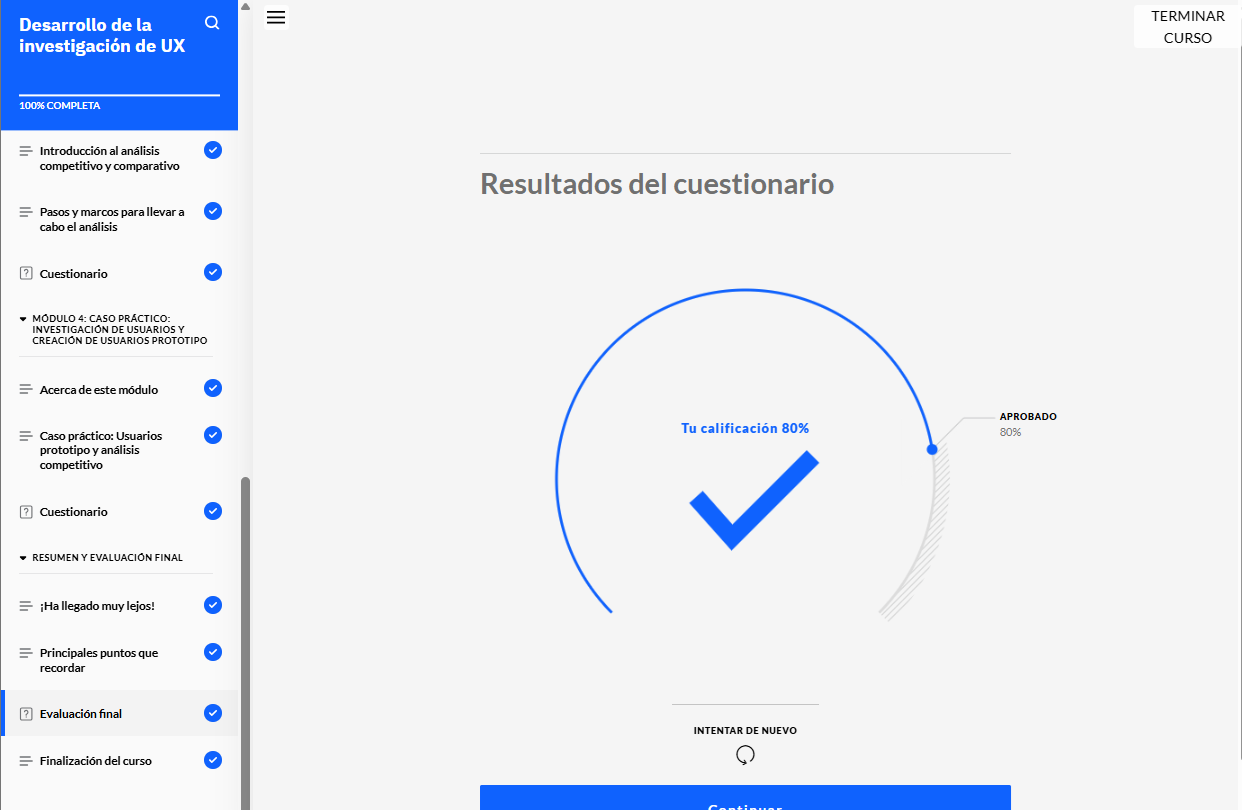 Desarrollo de la
investigación de UX
100% COMPLETA
Introducción al análisis
competitivo y comparativo
Pasos y marcos para llevar a
cabo el análisis
Cuestionario
MÓDULO 4: CASO PRÁCTICO:
INVESTIGACIÓN DE USUARIOS Y
CREACIÓN DE USUARIOS PROTOTIPO
Acerca de este módulo
Caso práctico: Usuarios
prototipo y análisis
competitivo
Cuestionario
RESUMEN Y EVALUACIÓN FINAL
¡Ha llegado muy lejos!
Principales puntos que
recordar
Evaluación final
Finalización del curso
TERMINAR
CURSO
Resultados del cuestionario
Tu calificación 80%
APROBADO
80%
INTENTAR DE NUEVO
Continuar